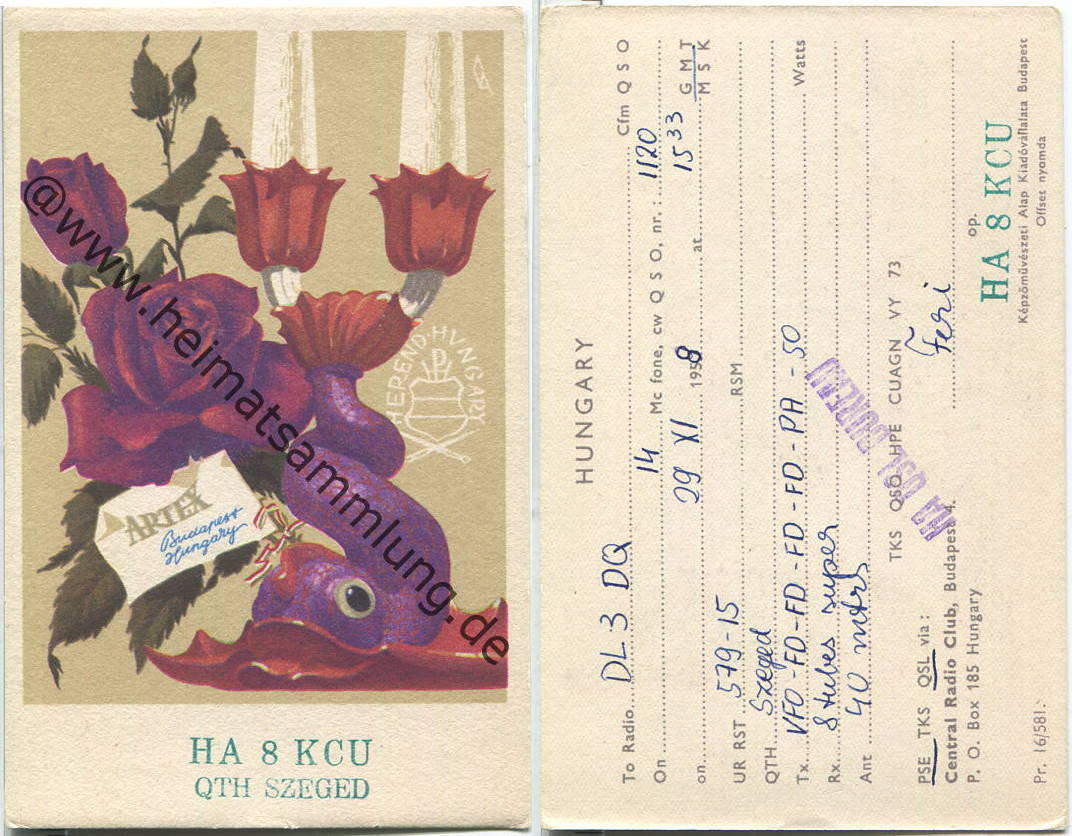 HEREND · HUNGARY
ARTEX
Budapest
Hungary
@www.heimatsammlung.de
HA 8 KCU
QTH SZEGED
HUNGARY
To Radio DL 3 DQ Cfm QSO
On 14 Mc fone, cw QSO, nr.: 1120
on 29 XI 1958 at 1533 GMT
MSK
UR RST 579-15 RSM
QTH Szeged
Tx VFO-FD-FD-FD-FD-PA-50 Watts
Rx 8 tubes super
Ant 40 mtrs
TKS QSO HPE CUAGN VY 73
PSE TKS QSL via:
Central Radio Club, Budapest 4.
P. O. Box 185 Hungary
Feri op.
HA 8 KCU
VIA QSL BUREAU
Képzőművészeti Alap Kiadóvállalata Budapest
Offset nyomda
Pr. 16/581.